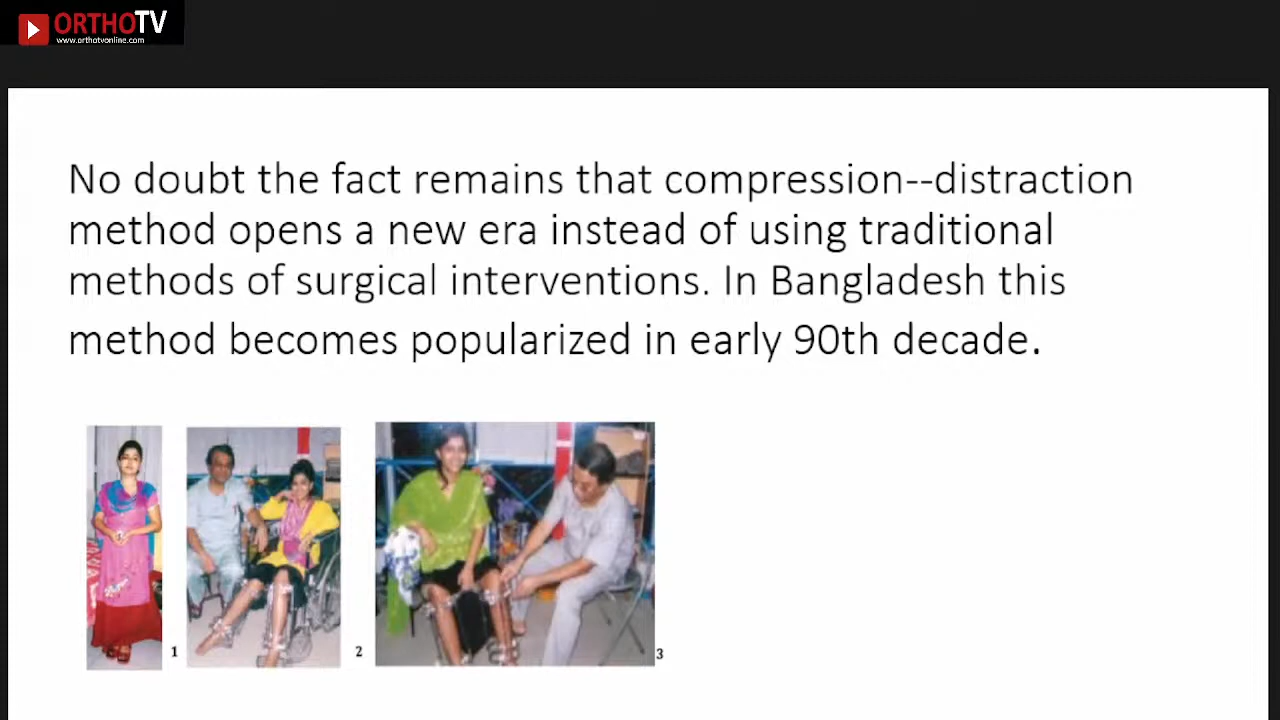 ORTHOTV
www.orthotvonline.com
No doubt the fact remains that compression--distraction
method opens a new era instead of using traditional
methods of surgical interventions. In Bangladesh this
method becomes popularized in early 90th decade.
1
2
3